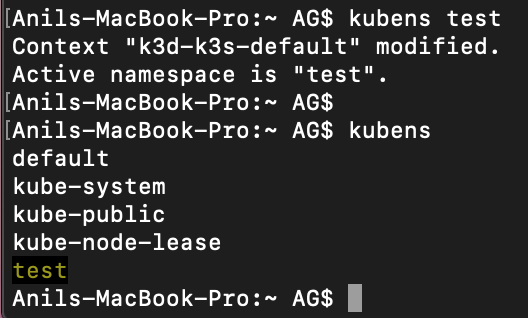 [Anils-MacBook-Pro:~ AG$ kubens test
Context "k3d-k3s-default" modified.
Active namespace is "test".
[Anils-MacBook-Pro:~ AG$
[Anils-MacBook-Pro:~ AG$ kubens
default
kube-system
kube-public
kube-node-lease
test
Anils-MacBook-Pro:~ AG$